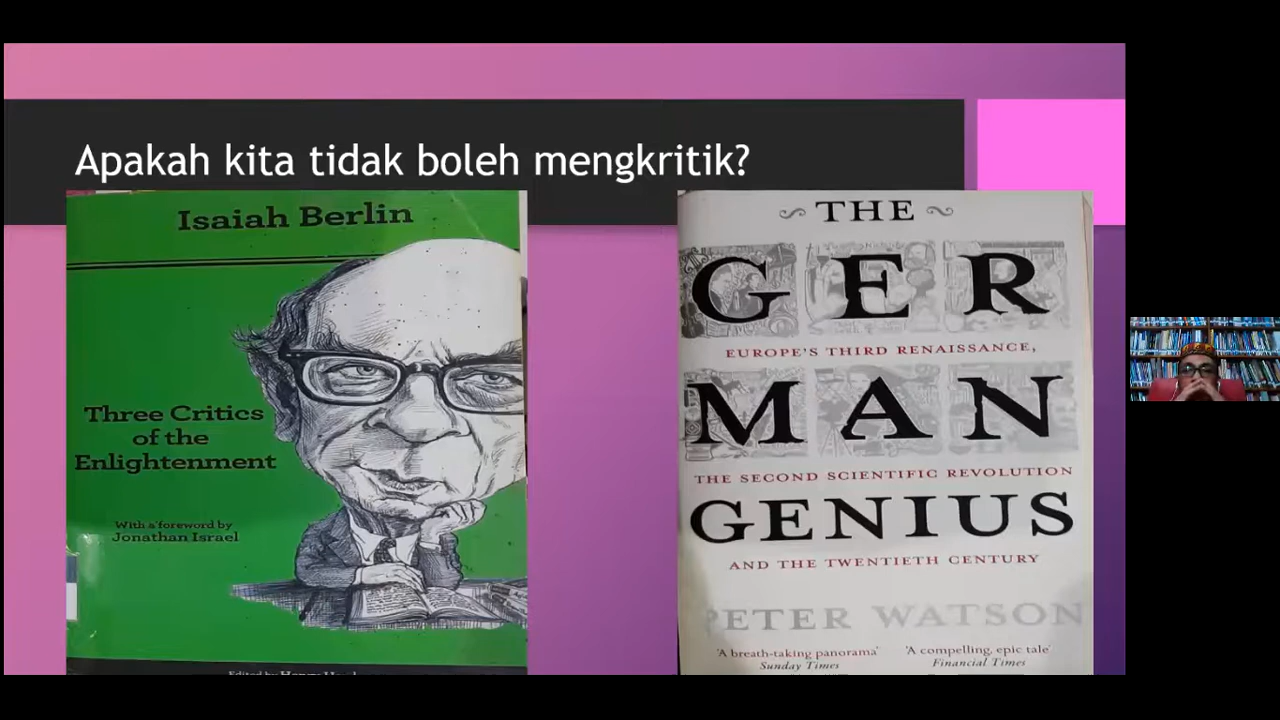 Apakah kita tidak boleh mengkritik?
Isaiah Berlin
Three Critics
of the
Enlightenment
With a foreword by
Jonathan Israel
Edited by
THE
GER
EUROPE'S THIRD RENAISSANCE,
MAN
THE SECOND SCIENTIFIC REVOLUTION
GENIUS
AND THE TWENTIETH CENTURY
PETER WATSON
'A breath-taking panorama'
Sunday Times
'A compelling, epic tale'
Financial Times